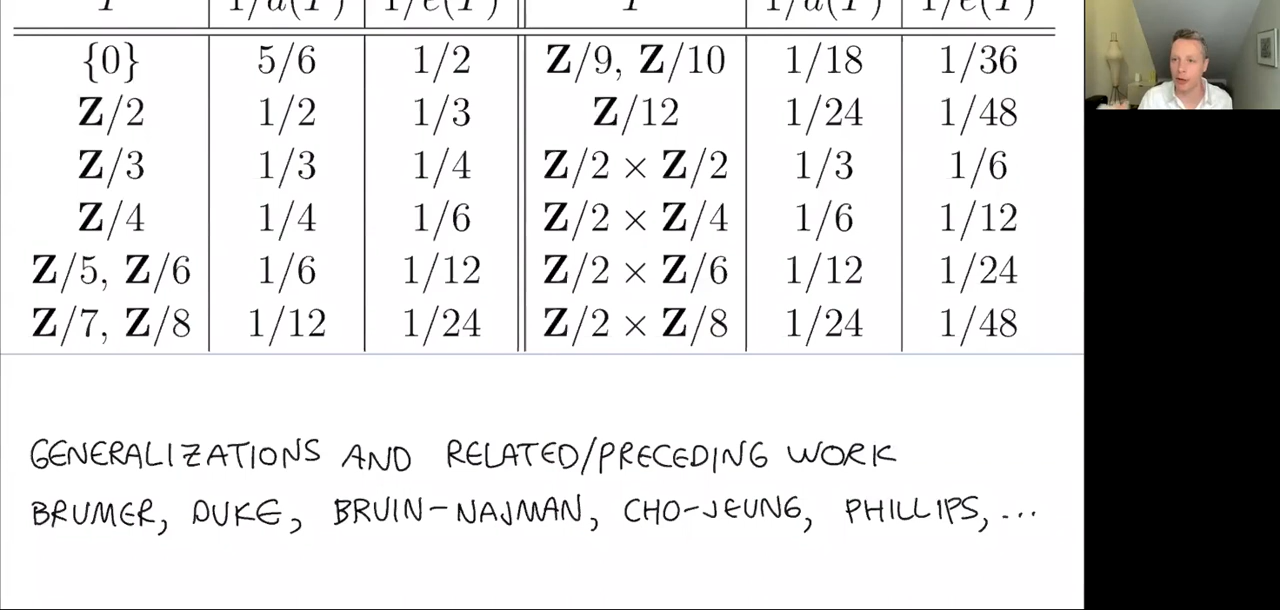 T 1/d(T) 1/e(T) T 1/d(T) 1/e(T)
{0} 5/6 1/2 Z/9, Z/10 1/18 1/36
Z/2 1/2 1/3 Z/12 1/24 1/48
Z/3 1/3 1/4 Z/2 × Z/2 1/3 1/6
Z/4 1/4 1/6 Z/2 × Z/4 1/6 1/12
Z/5, Z/6 1/6 1/12 Z/2 × Z/6 1/12 1/24
Z/7, Z/8 1/12 1/24 Z/2 × Z/8 1/24 1/48
GENERALIZATIONS AND RELATED/PRECEDING WORK
BRUMER, DUKE, BRUIN-NAJMAN, CHO-JEUNG, PHILLIPS, ...